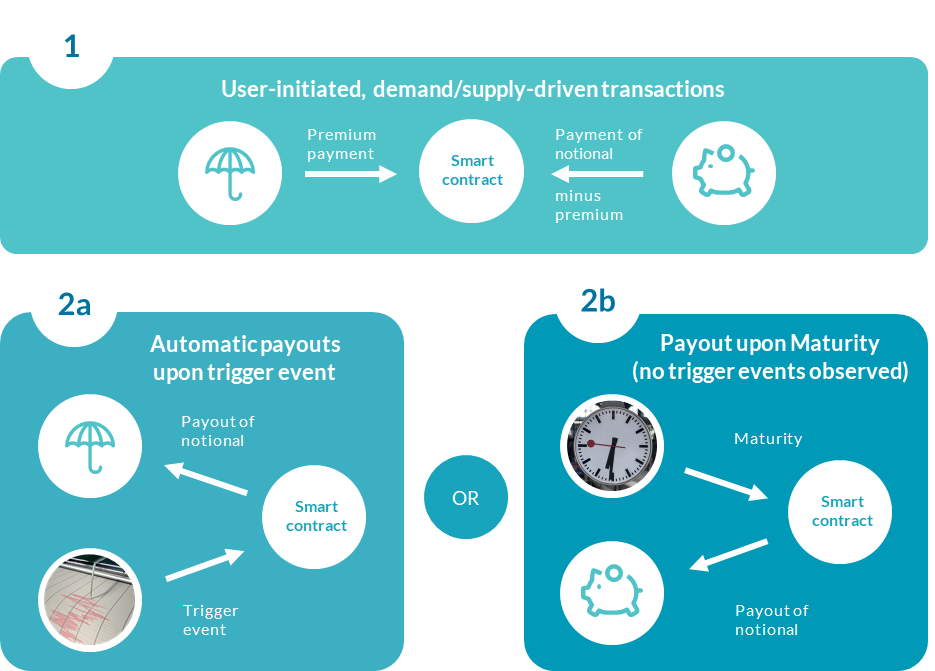 1
User-initiated, demand/supply-driven transactions
Premium
payment
Smart
contract
Payment of
notional
minus
premium
2a
Automatic payouts
upon trigger event
Payout of
notional
Smart
contract
Trigger
event
OR
2b
Payout upon Maturity
(no trigger events observed)
Maturity
Smart
contract
Payout of
notional